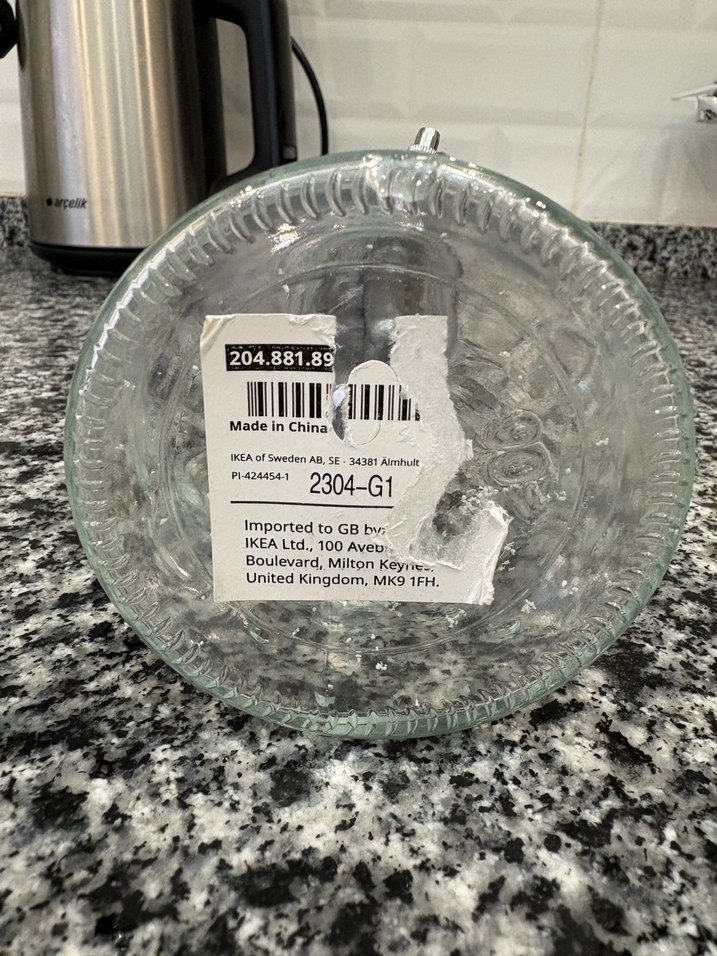 arçelik
204.881.89
Made in China
IKEA of Sweden AB, SE - 34381 Älmhult
PI-424454-1
2304-G1
Imported to GB by:
IKEA Ltd., 100
Boulevard, Milton Keynes,
United Kingdom, MK9 1FH.